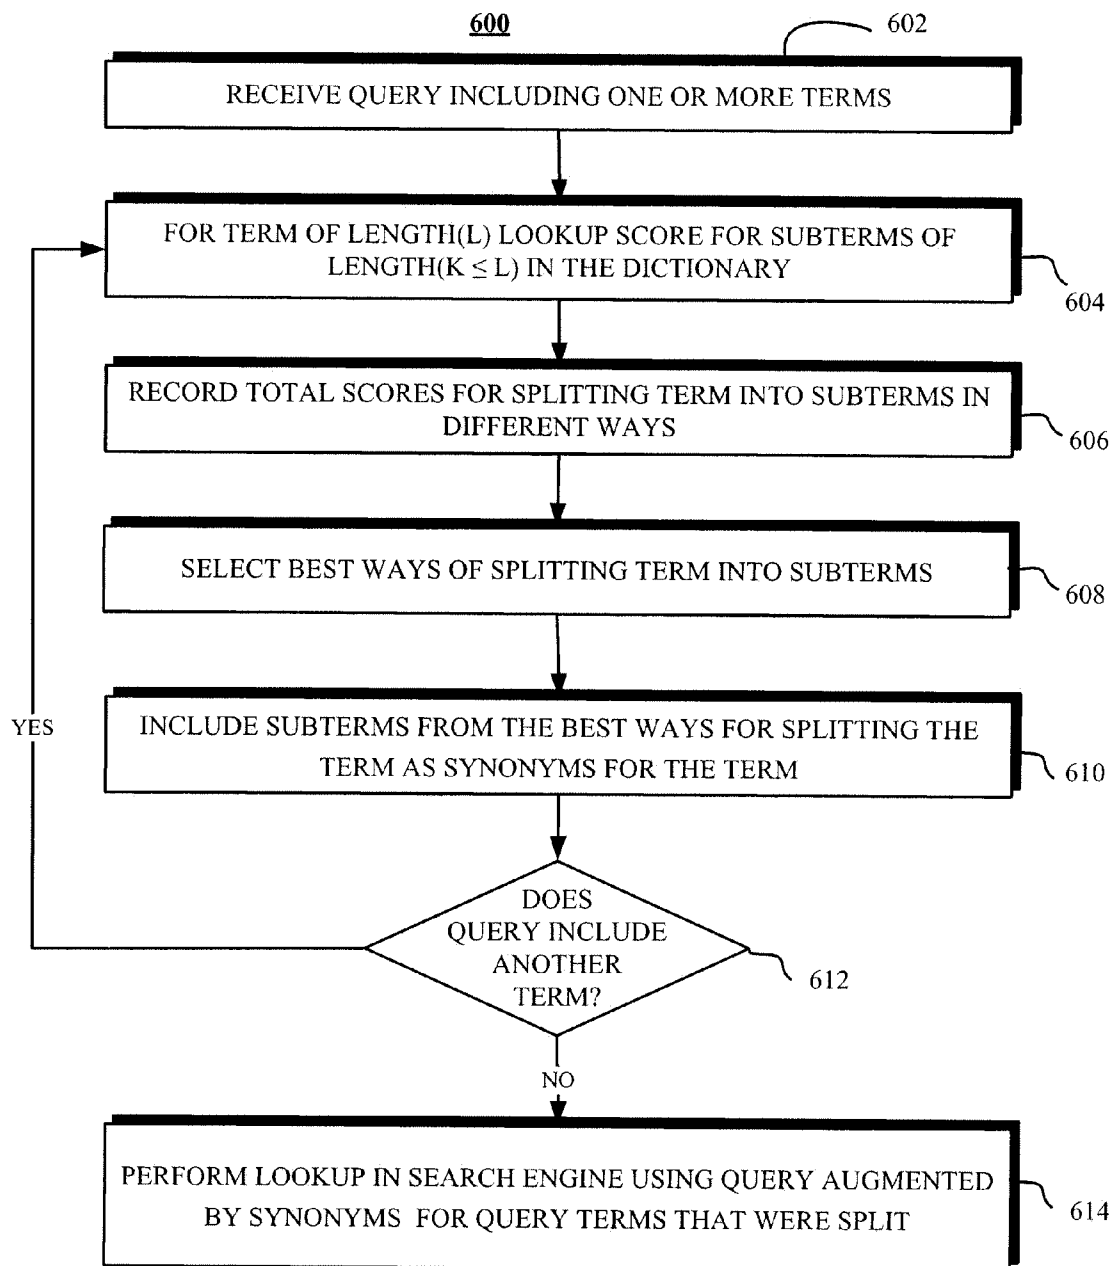 600
602
RECEIVE QUERY INCLUDING ONE OR MORE TERMS
FOR TERM OF LENGTH(L) LOOKUP SCORE FOR SUBTERMS OF
LENGTH(K ≤ L) IN THE DICTIONARY
604
RECORD TOTAL SCORES FOR SPLITTING TERM INTO SUBTERMS IN
DIFFERENT WAYS
606
SELECT BEST WAYS OF SPLITTING TERM INTO SUBTERMS
608
YES
INCLUDE SUBTERMS FROM THE BEST WAYS FOR SPLITTING THE
TERM AS SYNONYMS FOR THE TERM
610
DOES
QUERY INCLUDE
ANOTHER
TERM?
612
NO
PERFORM LOOKUP IN SEARCH ENGINE USING QUERY AUGMENTED
BY SYNONYMS FOR QUERY TERMS THAT WERE SPLIT
614